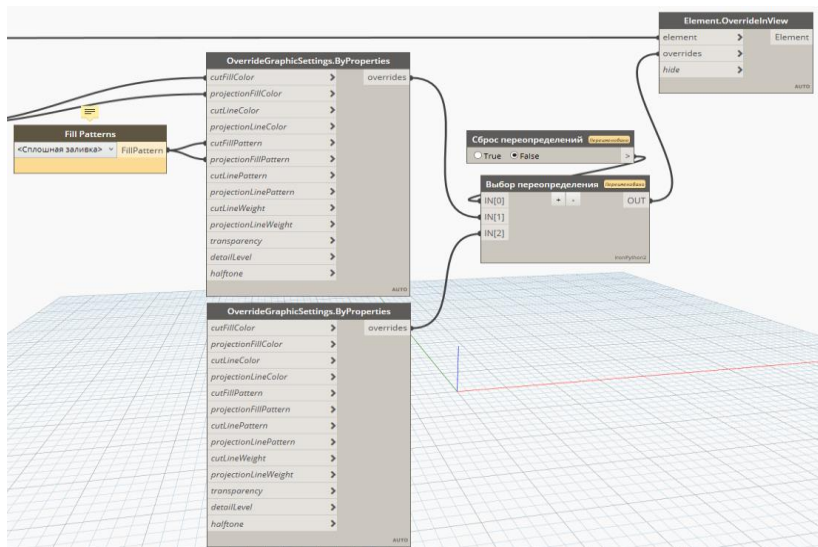 Element.OverrideInView
element > Element
overrides >
hide >
AUTO
OverrideGraphicSettings.ByProperties
cutFillColor > overrides
projectionFillColor >
cutLineColor >
projectionLineColor >
cutFillPattern >
projectionFillPattern >
cutLinePattern >
projectionLinePattern >
cutLineWeight >
projectionLineWeight >
transparency >
detailLevel >
halftone >
AUTO
Fill Patterns
<Сплошная заливка> FillPattern
Сброс переопределений Переименовано
True False >
Выбор переопределения Переименовано
IN[0] + - OUT
IN[1]
IN[2]
IronPython2
OverrideGraphicSettings.ByProperties
cutFillColor > overrides
projectionFillColor >
cutLineColor >
projectionLineColor >
cutFillPattern >
projectionFillPattern >
cutLinePattern >
projectionLinePattern >
cutLineWeight >
projectionLineWeight >
transparency >
detailLevel >
halftone >
AUTO